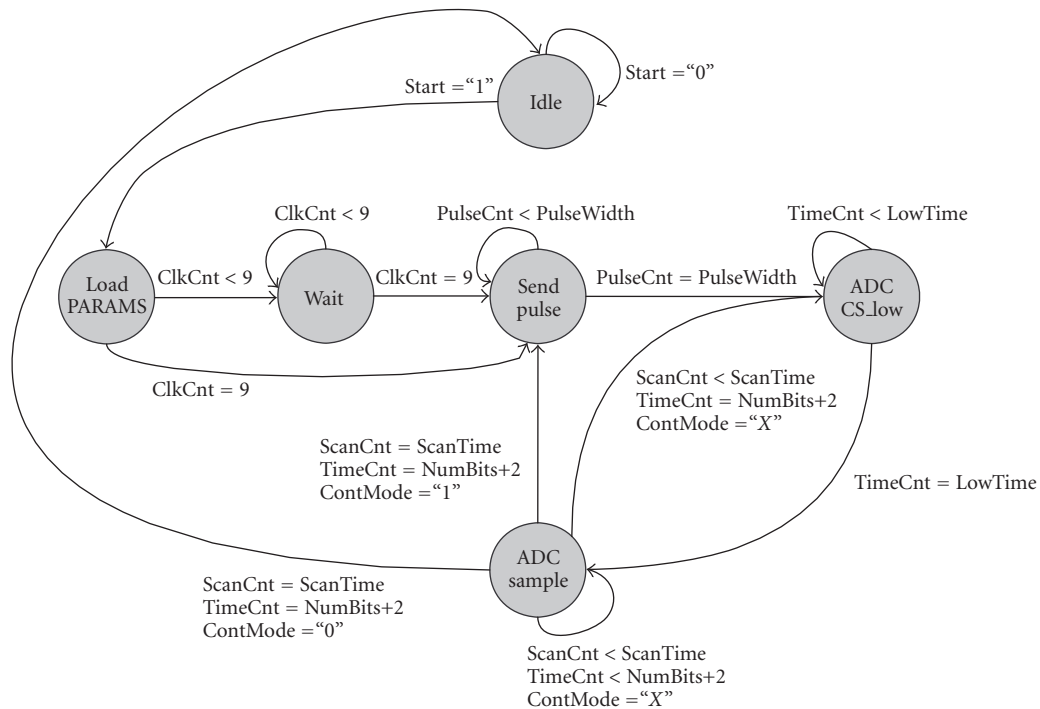 Start =“1”
Idle
Start =“0”
ClkCnt < 9
PulseCnt < PulseWidth
TimeCnt < LowTime
Load
PARAMS
ClkCnt < 9
Wait
ClkCnt = 9
Send
pulse
PulseCnt = PulseWidth
ADC
CS_low
ClkCnt = 9
ScanCnt < ScanTime
TimeCnt = NumBits+2
ContMode =“X”
ScanCnt = ScanTime
TimeCnt = NumBits+2
ContMode =“1”
TimeCnt = LowTime
ADC
sample
ScanCnt = ScanTime
TimeCnt = NumBits+2
ContMode =“0”
ScanCnt < ScanTime
TimeCnt < NumBits+2
ContMode =“X”